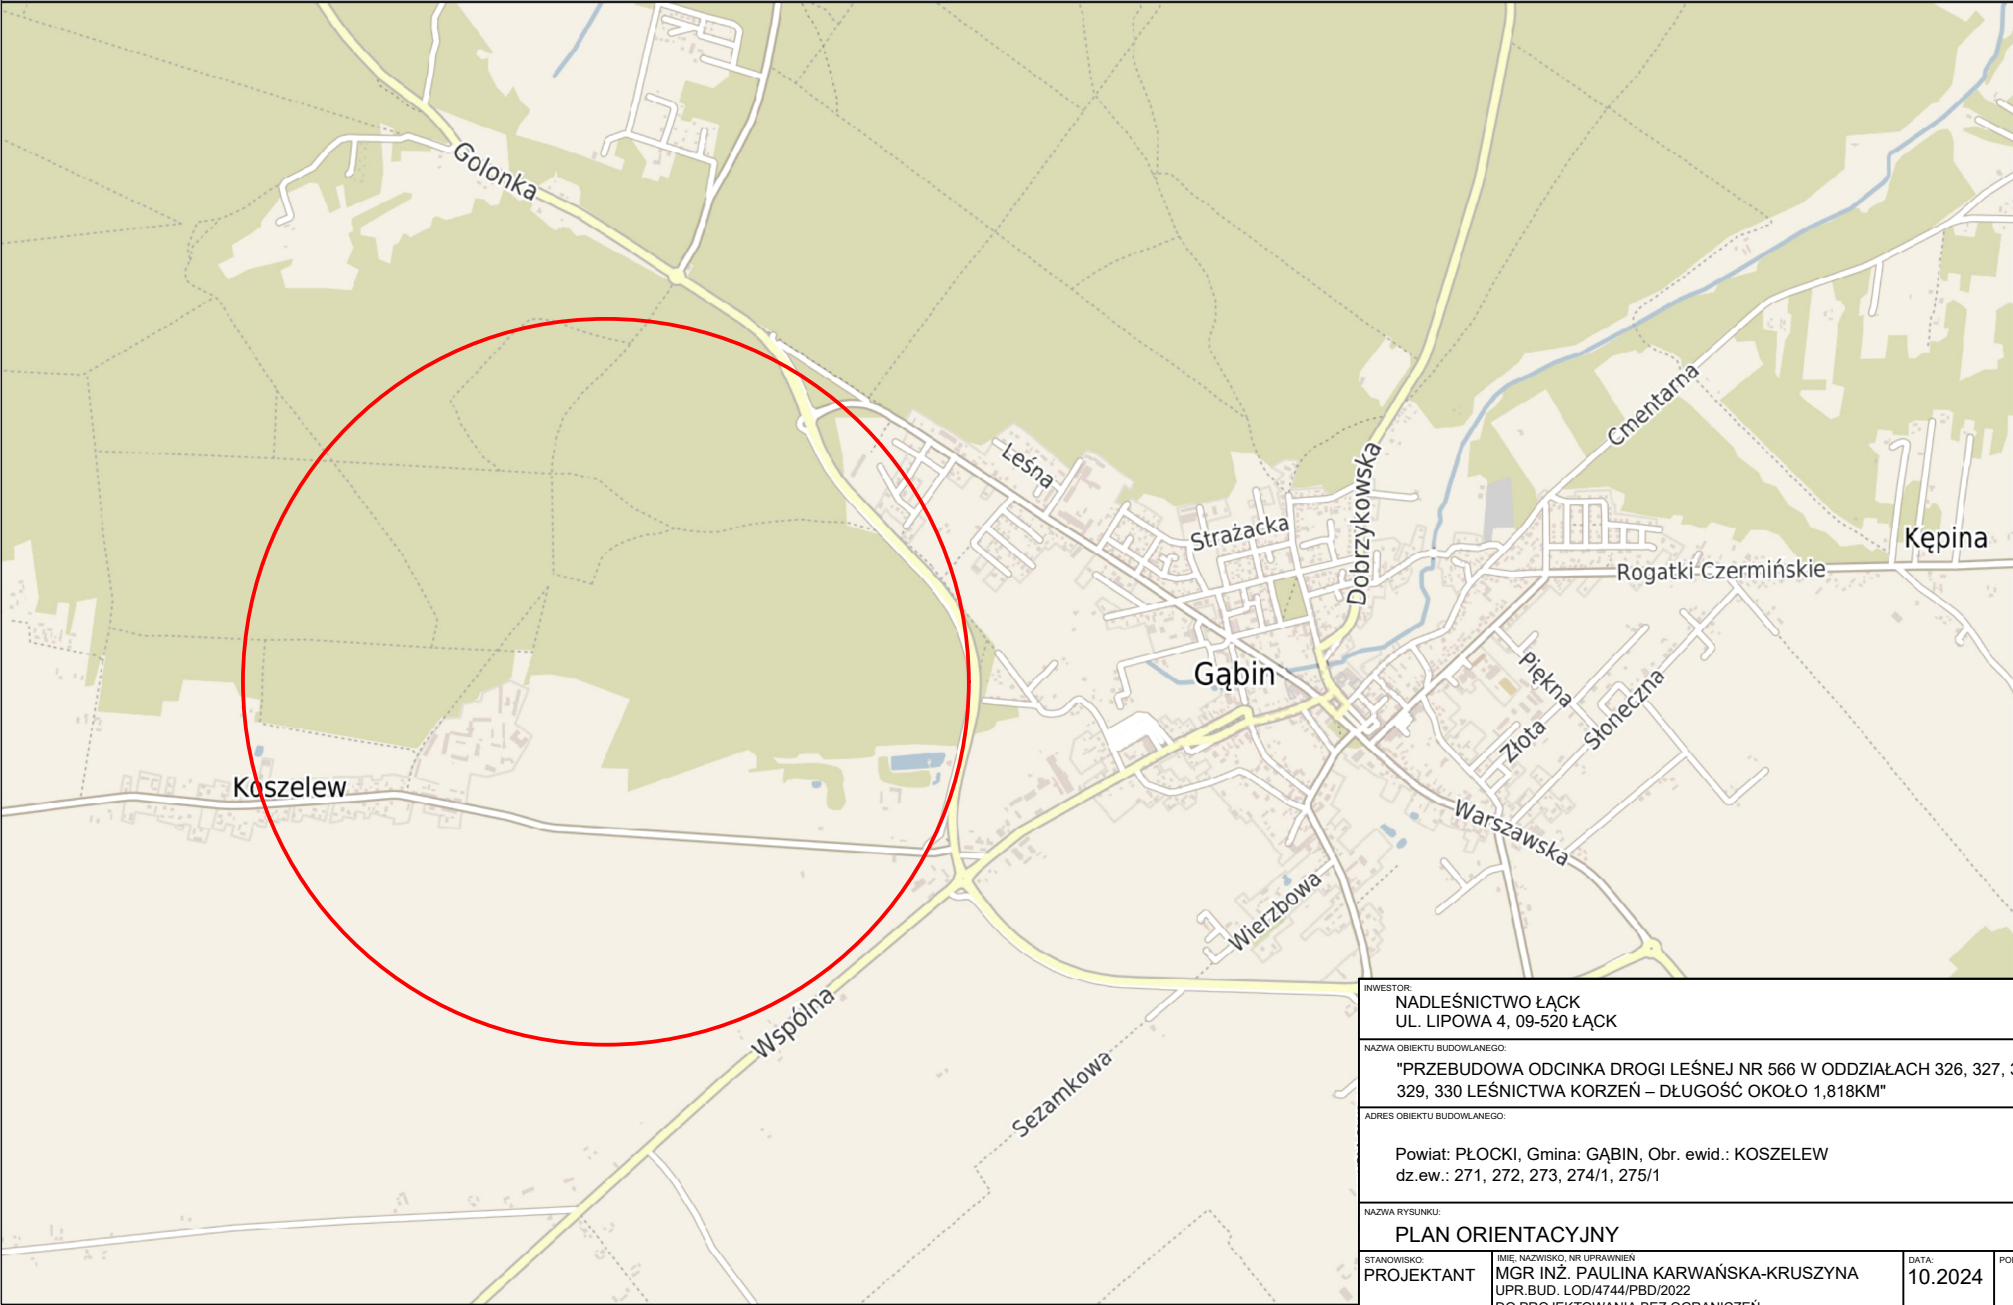 Golonka
Leśna
Strażacka
Dobrzykowska
Cmentarna
Kępina
Rogatki Czermińskie
Gąbin
Piękna
Słoneczna
Złota
Koszelew
Warszawska
Wierzbowa
Wspólna
Sezamkowa
INWESTOR:
NADLEŚNICTWO ŁĄCK
UL. LIPOWA 4, 09-520 ŁĄCK
NAZWA OBIEKTU BUDOWLANEGO:
"PRZEBUDOWA ODCINKA DROGI LEŚNEJ NR 566 W ODDZIAŁACH 326, 327,
329, 330 LEŚNICTWA KORZEŃ – DŁUGOŚĆ OKOŁO 1,818KM"
ADRES OBIEKTU BUDOWLANEGO:
Powiat: PŁOCKI, Gmina: GĄBIN, Obr. ewid.: KOSZELEW
dz.ew.: 271, 272, 273, 274/1, 275/1
NAZWA RYSUNKU:
PLAN ORIENTACYJNY
STANOWISKO:
PROJEKTANT
IMIĘ, NAZWISKO, NR UPRAWNIEŃ
MGR INŻ. PAULINA KARWAŃSKA-KRUSZYNA
UPR.BUD. LOD/4744/PBD/2022
DO PROJEKTOWANIA BEZ OGRANICZEŃ
DATA:
10.2024